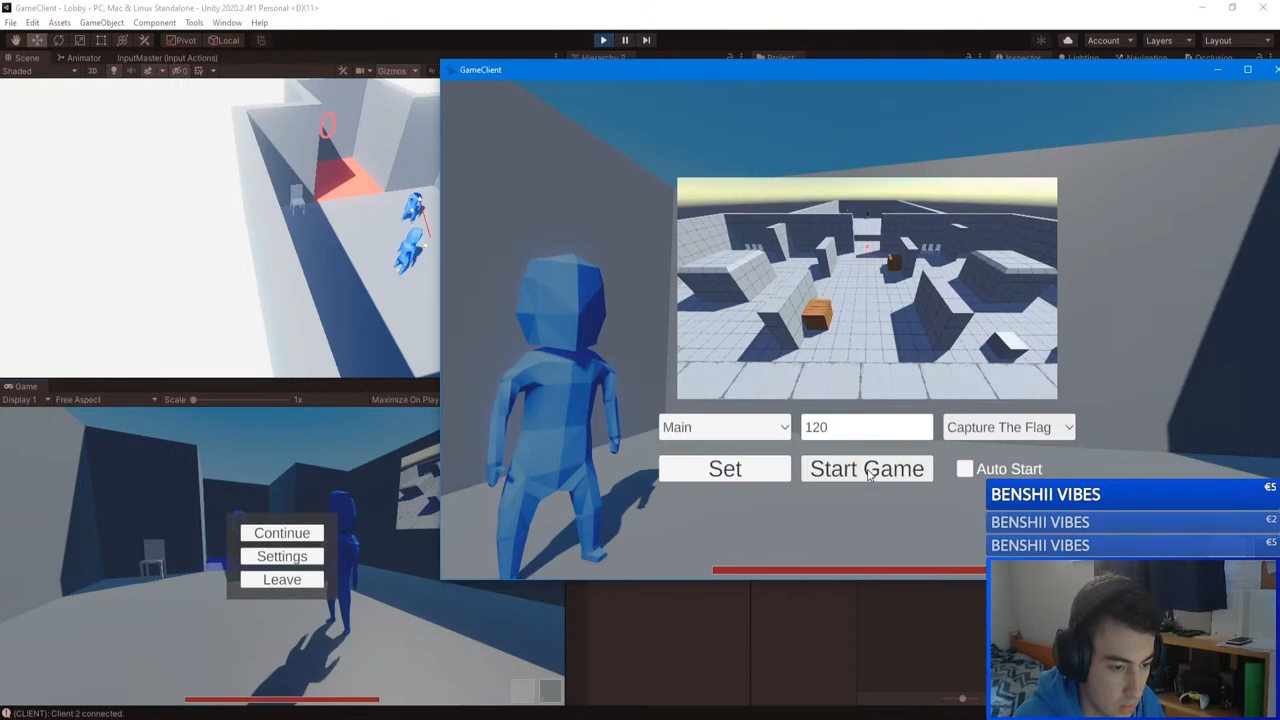 GameClient - Lobby - PC, Mac & Linux Standalone - Unity 2020.2.4f1 Personal <DX11>
File Edit Assets GameObject Component Tools Window Help
Pivot Local Account Layers Layout
Scene Animator InputMaster (Input Actions)
Shaded 2D Gizmos
GameClient
Main 120 Capture The Flag
Set Start Game Auto Start
Game
Display 1 Free Aspect Scale 1x Maximize On Play
Continue
Settings
Leave
BENSHII VIBES €5
BENSHII VIBES €2
BENSHII VIBES €5
(CLIENT): Client 2 connected.